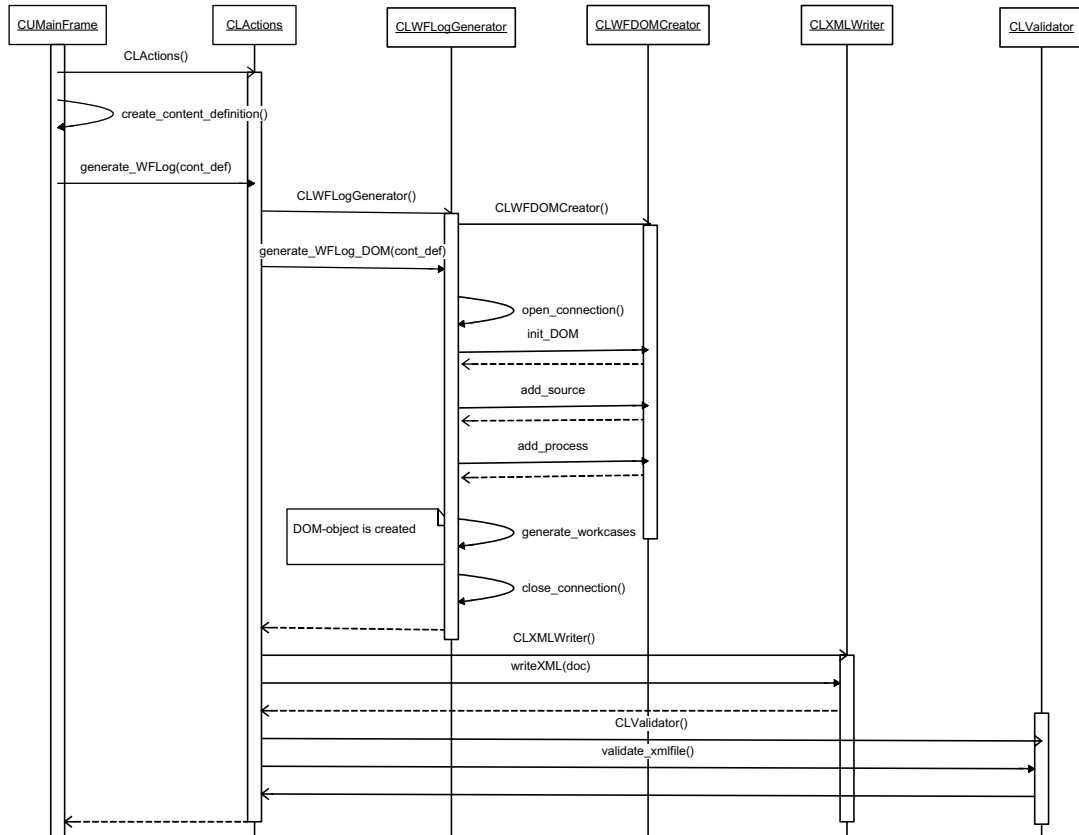 CUMainFrame
CLActions
CLWFLogGenerator
CLWFDOMCreator
CLXMLWriter
CLValidator
CLActions()
create_content_definition()
generate_WFLog(cont_def)
CLWFLogGenerator()
CLWFDOMCreator()
generate_WFLog_DOM(cont_def)
open_connection()
init_DOM
add_source
add_process
DOM-object is created
generate_workcases
close_connection()
CLXMLWriter()
writeXML(doc)
CLValidator()
validate_xmlfile()